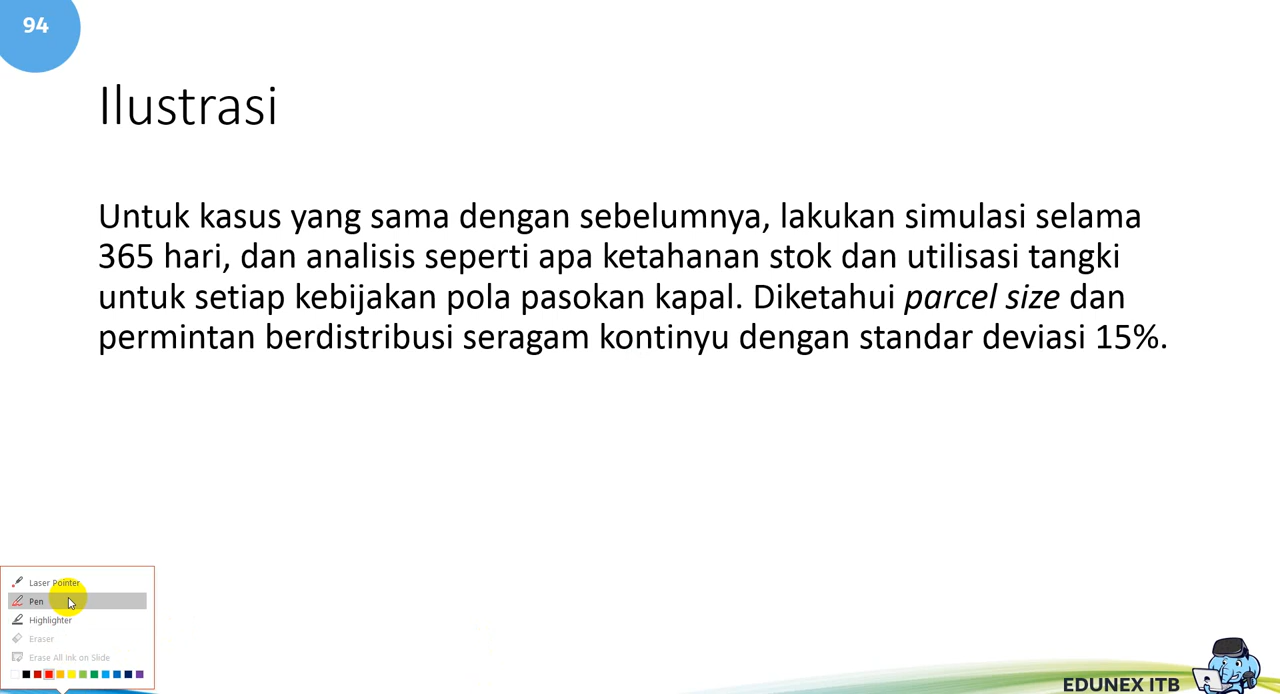 94
Ilustrasi
Untuk kasus yang sama dengan sebelumnya, lakukan simulasi selama
365 hari, dan analisis seperti apa ketahanan stok dan utilisasi tangki
untuk setiap kebijakan pola pasokan kapal. Diketahui parcel size dan
permintan berdistribusi seragam kontinyu dengan standar deviasi 15%.
Laser Pointer
Pen
Highlighter
Eraser
Erase All Ink on Slide
EDUNEX ITB